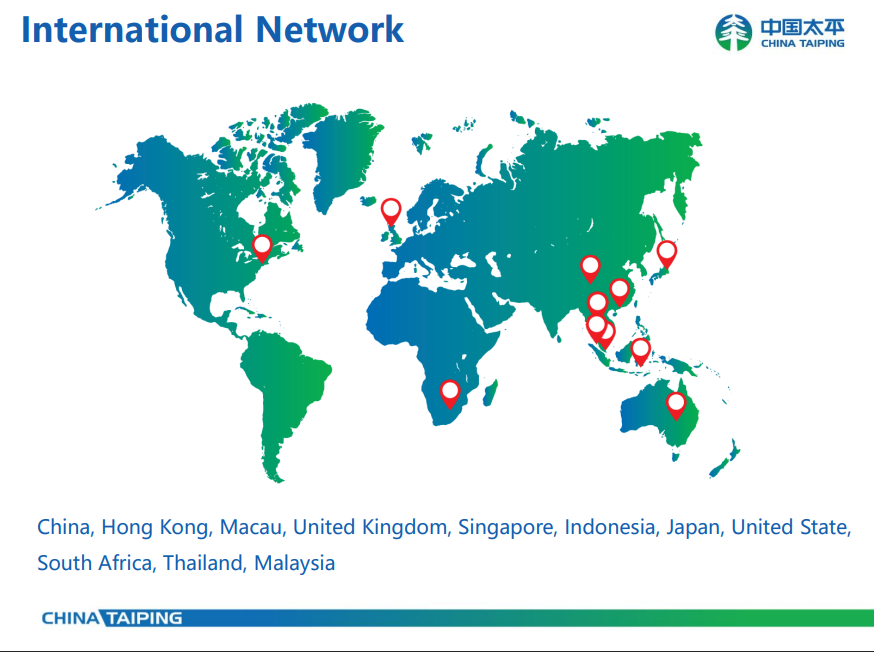 International Network
中国太平
CHINA TAIPING
China, Hong Kong, Macau, United Kingdom, Singapore, Indonesia, Japan, United State,
South Africa, Thailand, Malaysia
CHINA TAIPING